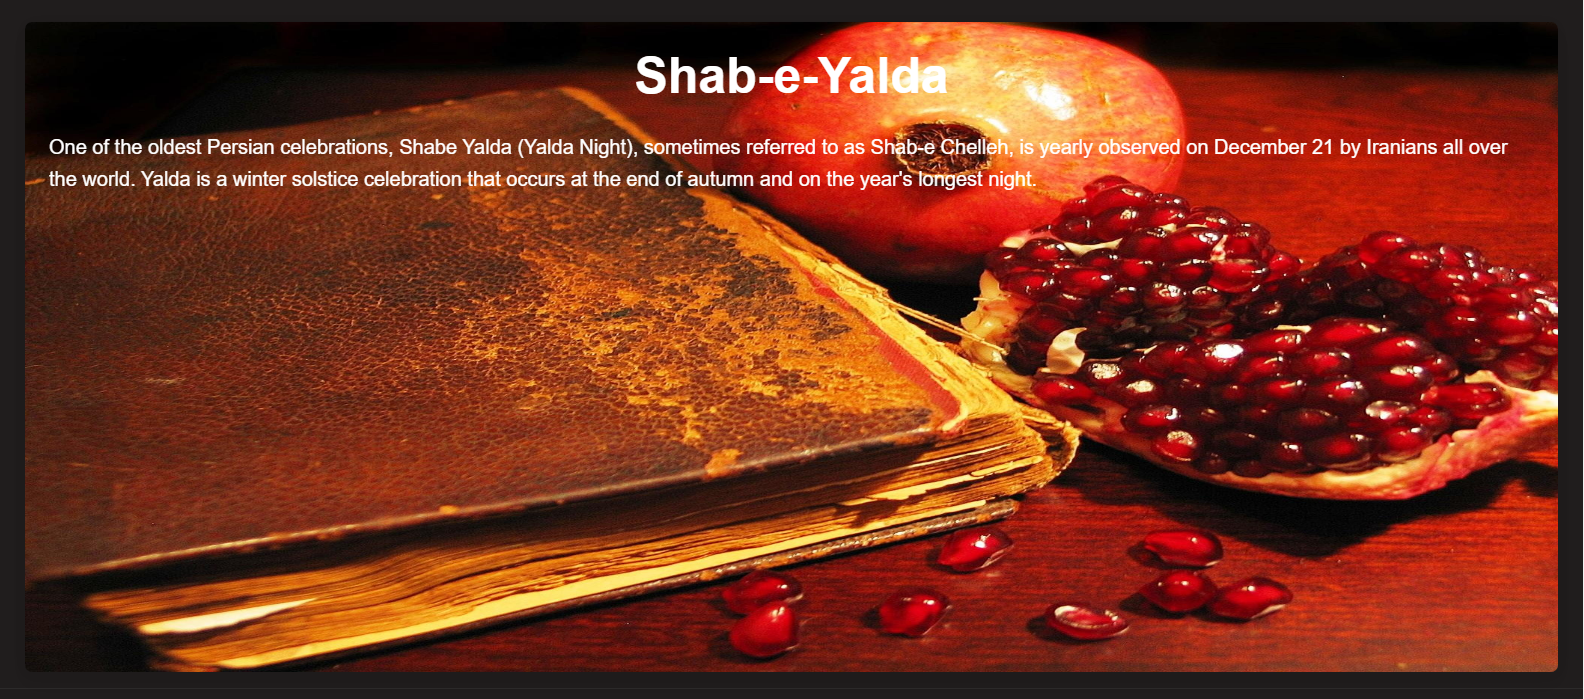 Shab-e-Yalda
One of the oldest Persian celebrations, Shabe Yalda (Yalda Night), sometimes referred to as Shab-e Chelleh, is yearly observed on December 21 by Iranians all over
the world. Yalda is a winter solstice celebration that occurs at the end of autumn and on the year's longest night.